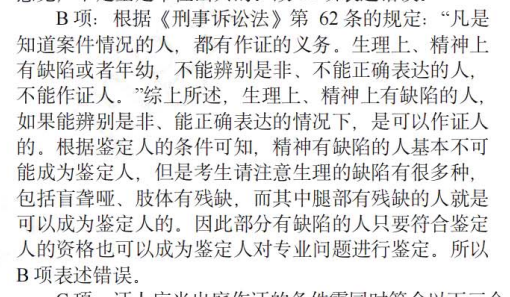 B 项：根据《刑事诉讼法》第 62 条的规定：“凡是
知道案件情况的人，都有作证的义务。生理上、精神上
有缺陷或者年幼，不能辨别是非、不能正确表达的人，
不能作证人。”综上所述，生理上、精神上有缺陷的人，
如果能辨别是非、能正确表达的情况下，是可以作证人
的。根据鉴定人的条件可知，精神有缺陷的人基本不可
能成为鉴定人，但是考生请注意生理的缺陷有很多种，
包括盲聋哑、肢体有残缺，而其中腿部有残缺的人就是
可以成为鉴定人的。因此部分有缺陷的人只要符合鉴定
人的资格也可以成为鉴定人对专业问题进行鉴定。所以
B 项表述错误。